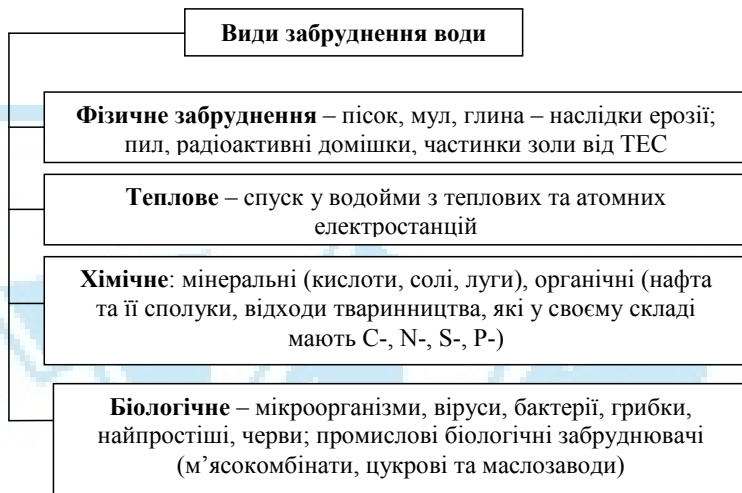 Види забруднення води
Фізичне забруднення – пісок, мул, глина – наслідки ерозії;
пил, радіоактивні домішки, частинки золи від ТЕС
Теплове – спуск у водойми з теплових та атомних
електростанцій
Хімічне: мінеральні (кислоти, солі, луги), органічні (нафта
та її сполуки, відходи тваринництва, які у своєму складі
мають C-, N-, S-, P-)
Біологічне – мікроорганізми, віруси, бактерії, грибки,
найпростіші, черви; промислові біологічні забруднювачі
(м’ясокомбінати, цукрові та маслозаводи)